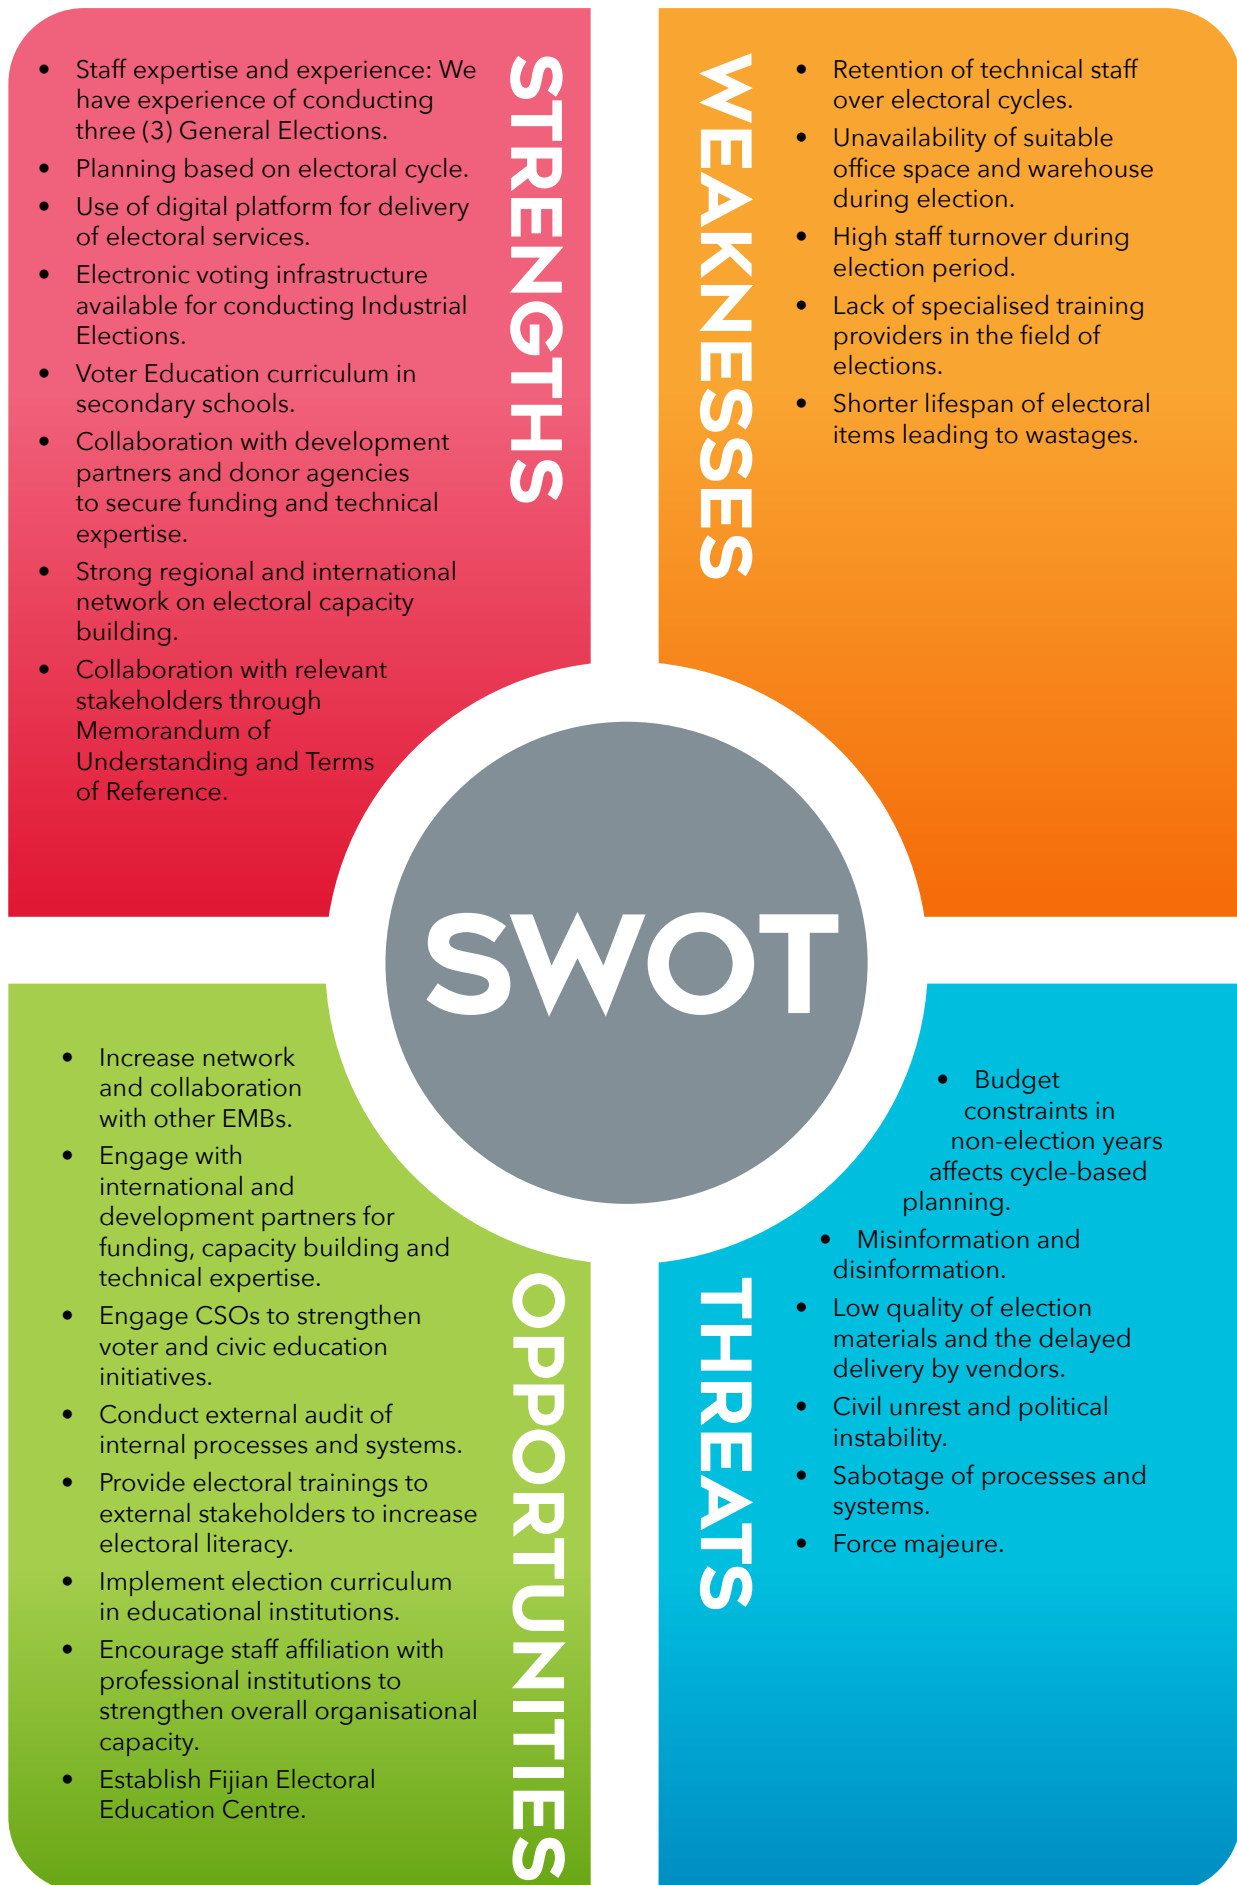 STRENGTHS
• Staff expertise and experience: We
have experience of conducting
three (3) General Elections.
• Planning based on electoral cycle.
• Use of digital platform for delivery
of electoral services.
• Electronic voting infrastructure
available for conducting Industrial
Elections.
• Voter Education curriculum in
secondary schools.
• Collaboration with development
partners and donor agencies
to secure funding and technical
expertise.
• Strong regional and international
network on electoral capacity
building.
• Collaboration with relevant
stakeholders through
Memorandum of
Understanding and Terms
of Reference.
WEAKNESSES
• Retention of technical staff
over electoral cycles.
• Unavailability of suitable
office space and warehouse
during election.
• High staff turnover during
election period.
• Lack of specialised training
providers in the field of
elections.
• Shorter lifespan of electoral
items leading to wastages.
SWOT
OPPORTUNITIES
• Increase network
and collaboration
with other EMBs.
• Engage with
international and
development partners for
funding, capacity building and
technical expertise.
• Engage CSOs to strengthen
voter and civic education
initiatives.
• Conduct external audit of
internal processes and systems.
• Provide electoral trainings to
external stakeholders to increase
electoral literacy.
• Implement election curriculum
in educational institutions.
• Encourage staff affiliation with
professional institutions to
strengthen overall organisational
capacity.
• Establish Fijian Electoral
Education Centre.
THREATS
• Budget
constraints in
non-election years
affects cycle-based
planning.
• Misinformation and
disinformation.
• Low quality of election
materials and the delayed
delivery by vendors.
• Civil unrest and political
instability.
• Sabotage of processes and
systems.
• Force majeure.